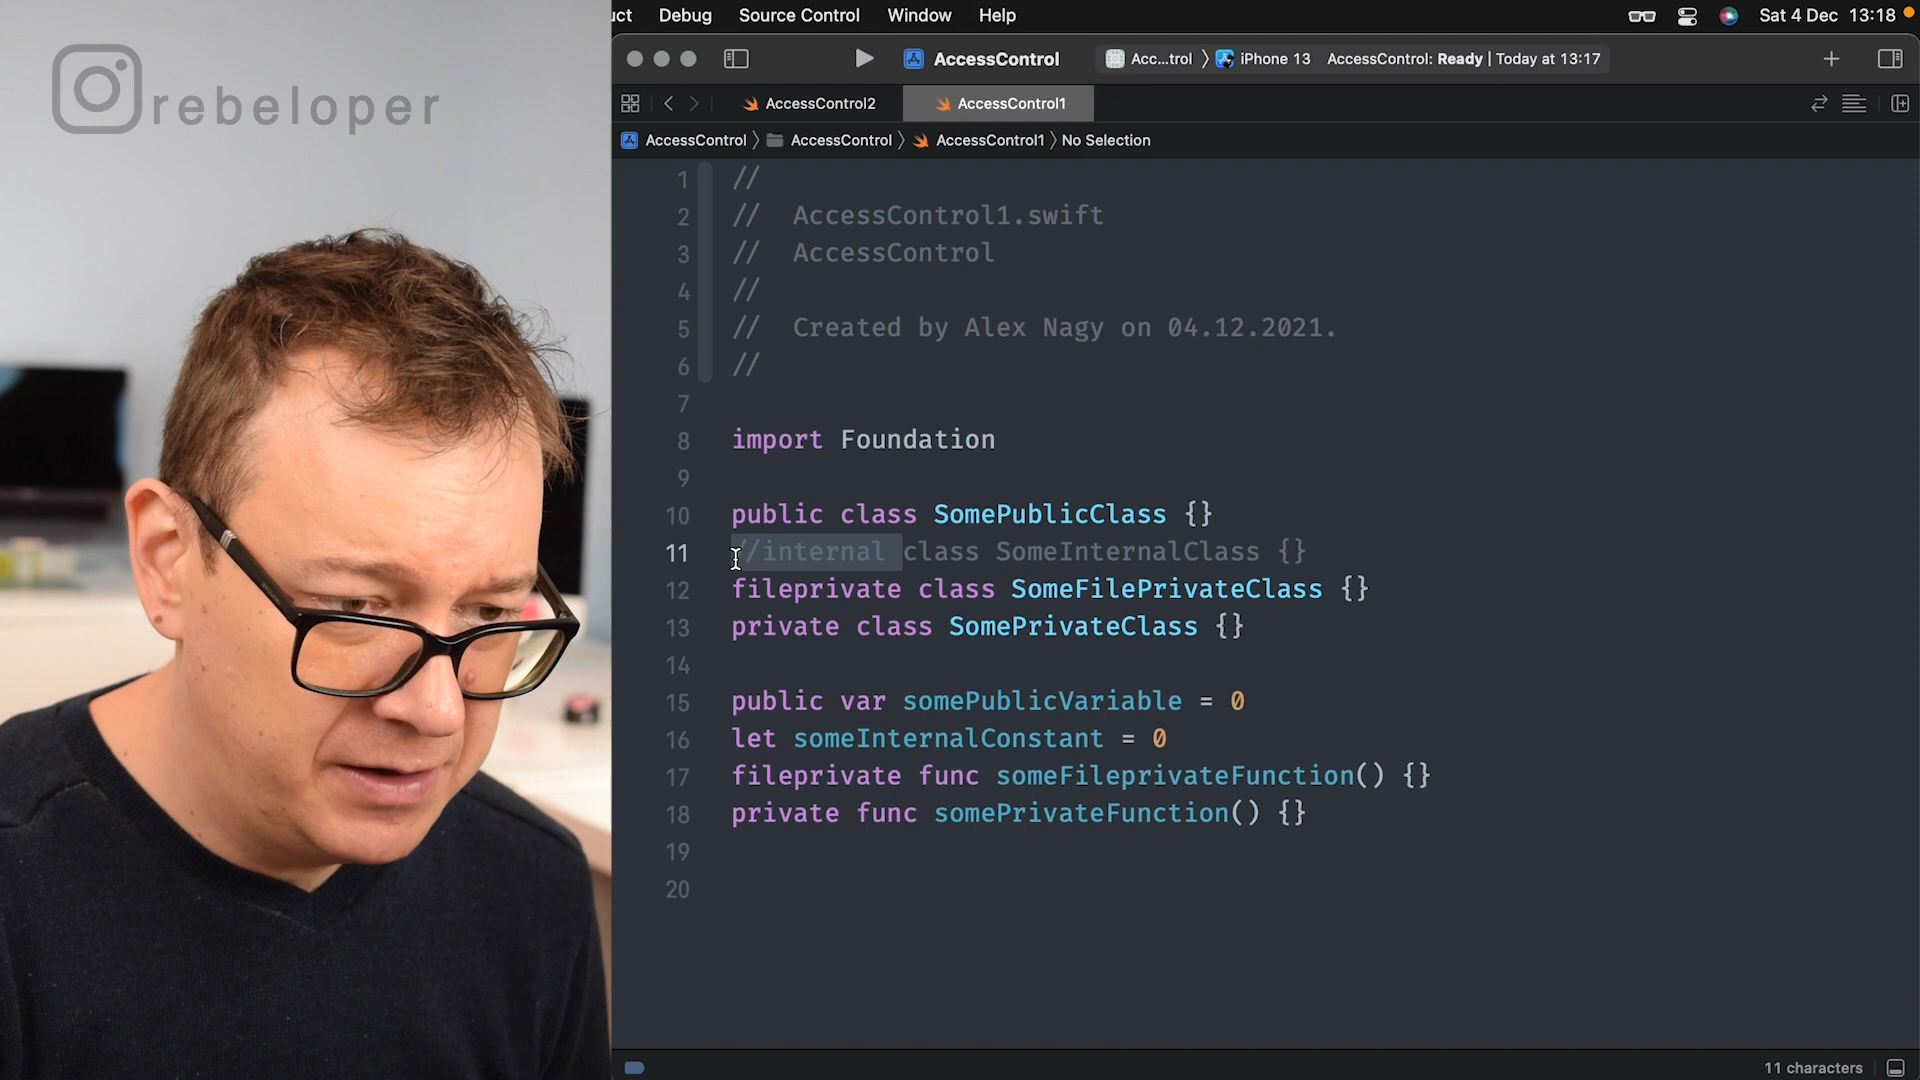 rebeloper
uct Debug Source Control Window Help Sat 4 Dec 13:18
AccessControl Acc...trol iPhone 13 AccessControl: Ready | Today at 13:17
AccessControl2 AccessControl1
AccessControl AccessControl AccessControl1 No Selection
1 //
2 // AccessControl1.swift
3 // AccessControl
4 //
5 // Created by Alex Nagy on 04.12.2021.
6 //
7
8 import Foundation
9
10 public class SomePublicClass {}
11 //internal class SomeInternalClass {}
12 fileprivate class SomeFilePrivateClass {}
13 private class SomePrivateClass {}
14
15 public var somePublicVariable = 0
16 let someInternalConstant = 0
17 fileprivate func someFileprivateFunction() {}
18 private func somePrivateFunction() {}
19
20
11 characters